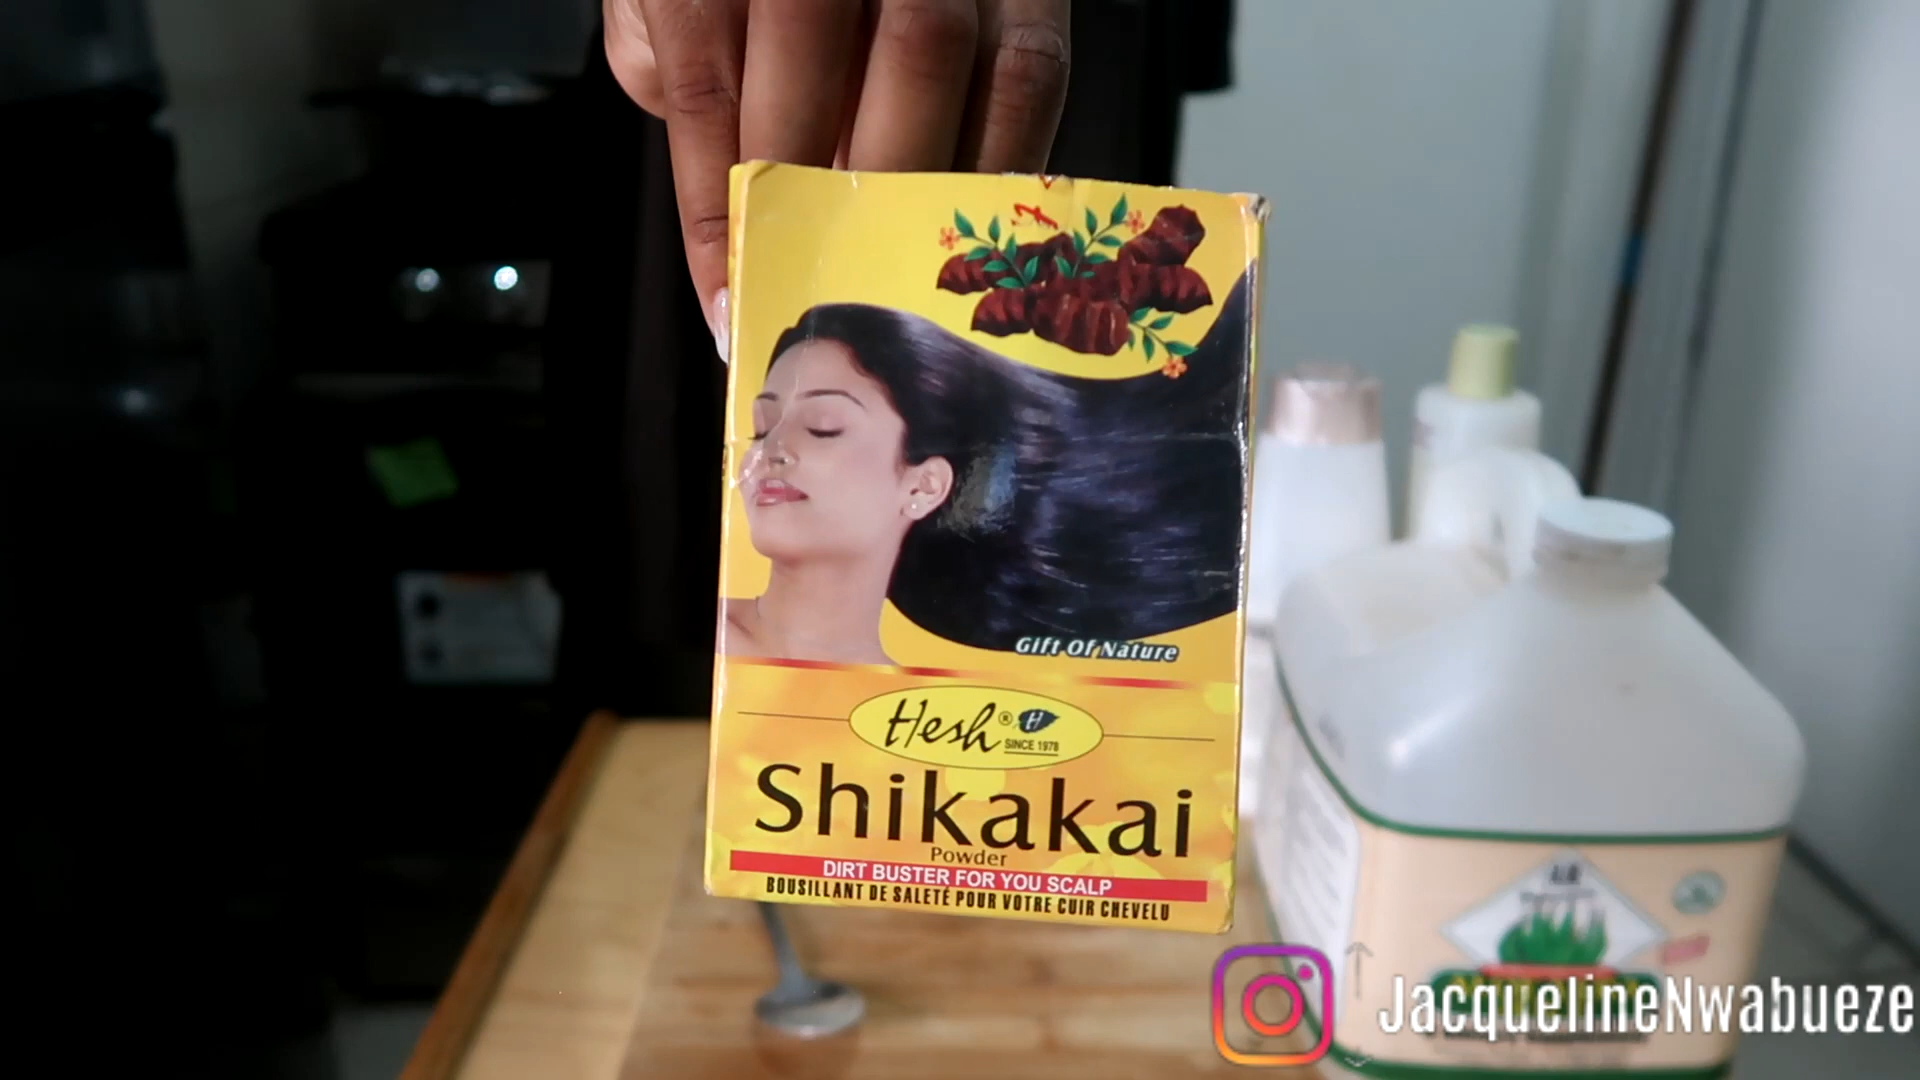 Gift Of Nature
Hesh® H
SINCE 1978
Shikakai
Powder
DIRT BUSTER FOR YOU SCALP
BOUSILLANT DE SALETÉ POUR VOTRE CUIR CHEVELU
JacquelineNwabueze